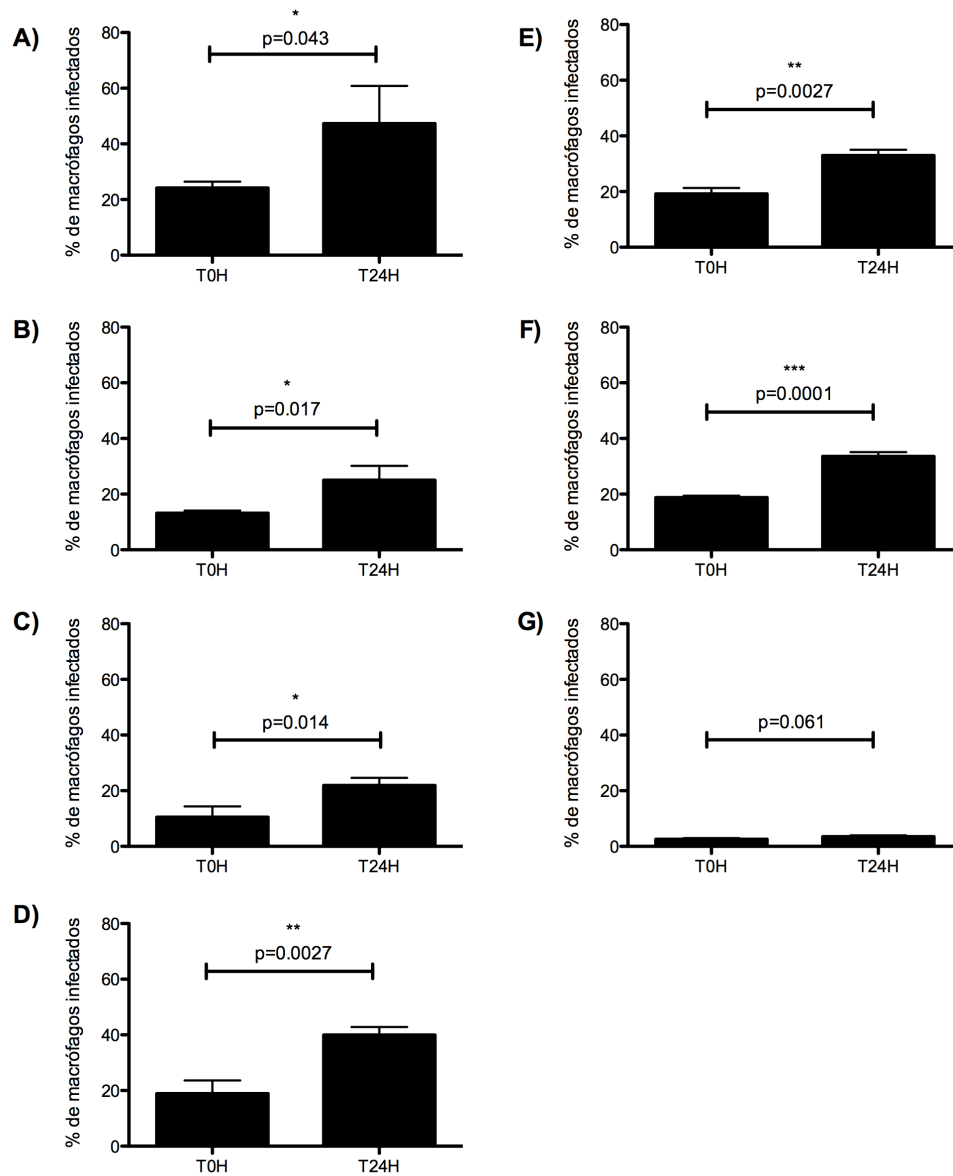 A)
% de macrófagos infectados
*
p=0.043
80
60
40
20
0
T0H T24H
B)
% de macrófagos infectados
*
p=0.017
80
60
40
20
0
T0H T24H
C)
% de macrófagos infectados
*
p=0.014
80
60
40
20
0
T0H T24H
D)
% de macrófagos infectados
**
p=0.0027
80
60
40
20
0
T0H T24H
E)
% de macrófagos infectados
**
p=0.0027
80
60
40
20
0
T0H T24H
F)
% de macrófagos infectados
***
p=0.0001
80
60
40
20
0
T0H T24H
G)
% de macrófagos infectados
p=0.061
80
60
40
20
0
T0H T24H